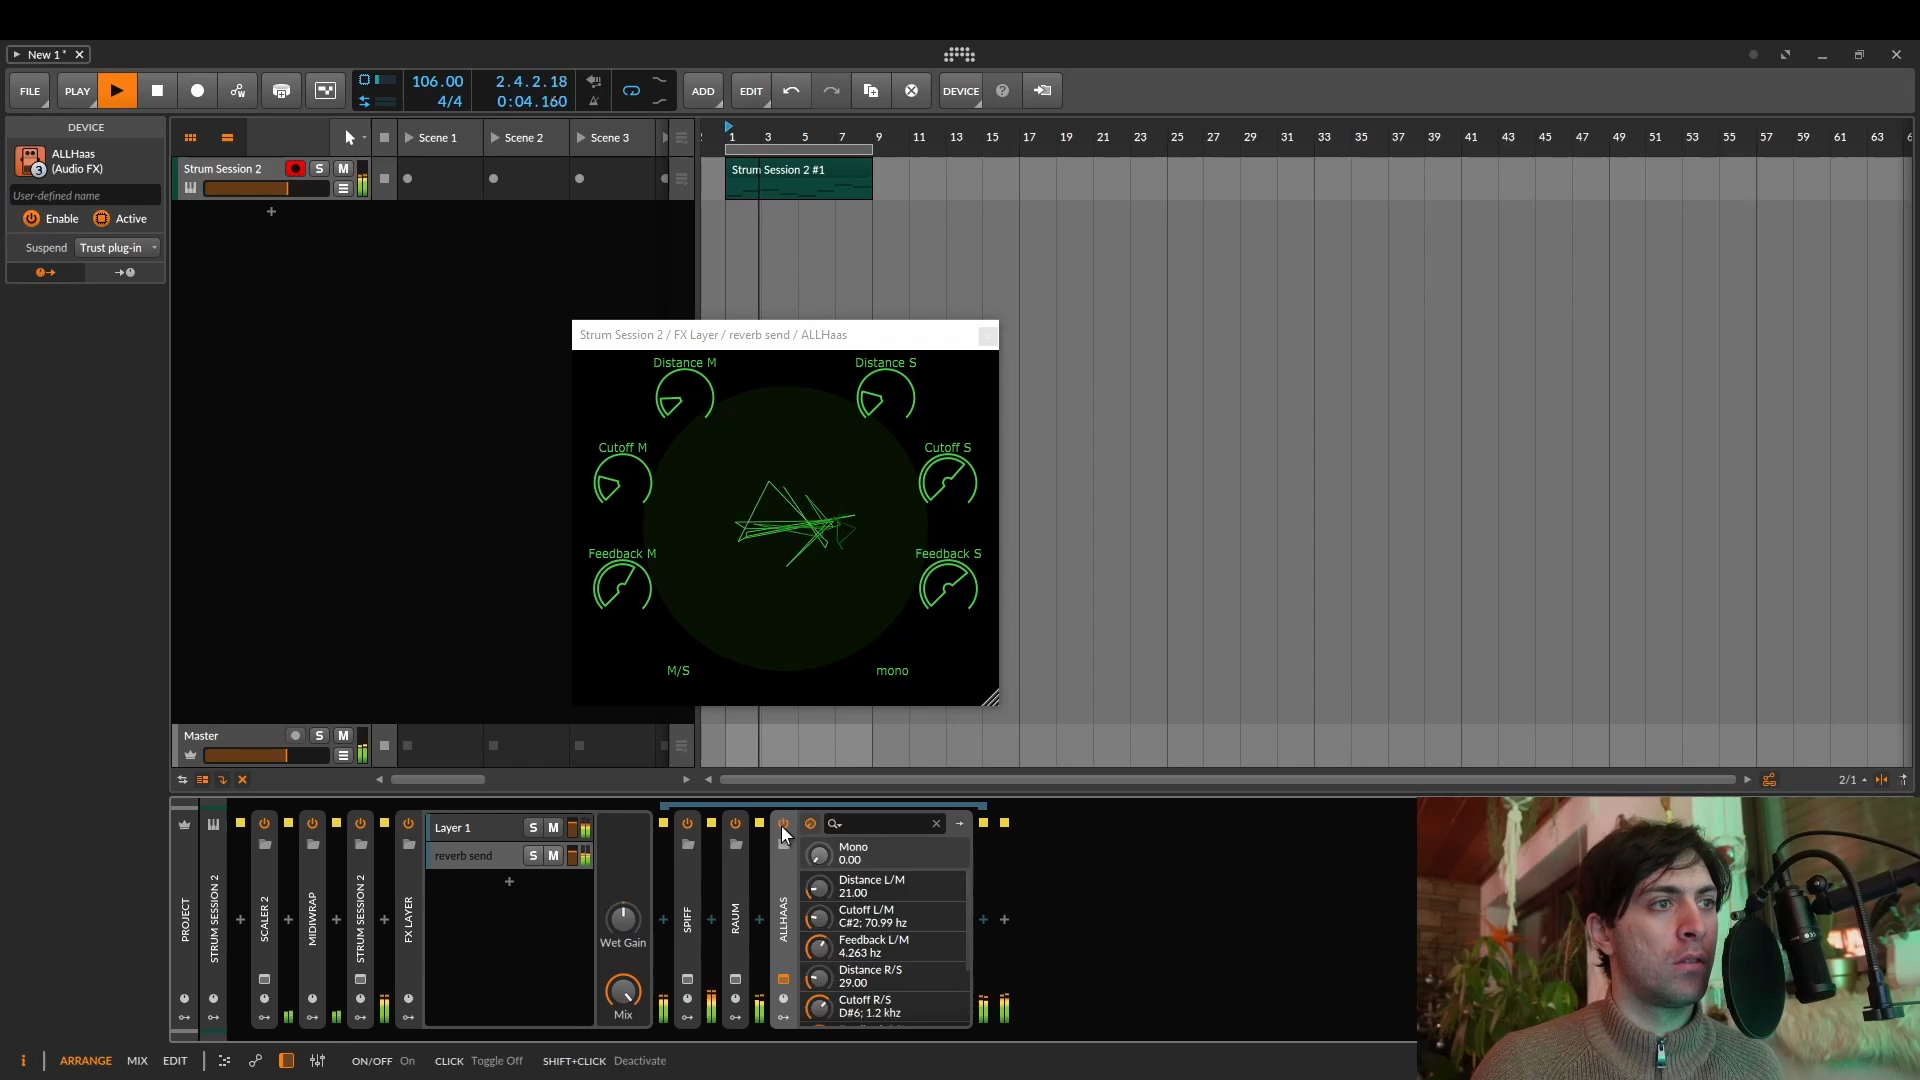 New 1*
FILE
PLAY
106.00
4/4
2.4.2.18
0:04.160
ADD
EDIT
DEVICE
DEVICE
ALLHaas
(Audio FX)
3
User-defined name
Enable
Active
Suspend
Trust plug-in
Scene 1
Scene 2
Scene 3
1 3 5 7 9 11 13 15 17 19 21 23 25 27 29 31 33 35 37 39 41 43 45 47 49 51 53 55 57 59 61 63
Strum Session 2
S
M
Strum Session 2 #1
Strum Session 2 / FX Layer / reverb send / ALLHaas
Distance M
Distance S
Cutoff M
Cutoff S
Feedback M
Feedback S
M/S
mono
Master
S
M
2/1
PROJECT
STRUM SESSION 2
SCALER 2
MIDIWRAP
STRUM SESSION 2
FX LAYER
Layer 1
S
M
reverb send
S
M
Wet Gain
Mix
SPIFF
RAUM
ALLHAAS
Mono
0.00
Distance L/M
21.00
Cutoff L/M
C#2; 70.99 hz
Feedback L/M
4.263 hz
Distance R/S
29.00
Cutoff R/S
D#6; 1.2 khz
i
ARRANGE
MIX
EDIT
ON/OFF On
CLICK Toggle Off
SHIFT+CLICK Deactivate